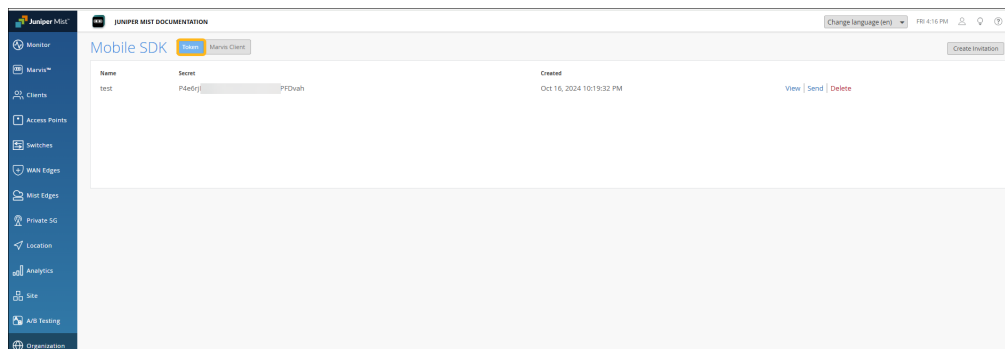 Juniper Mist™
JUNIPER MIST DOCUMENTATION
Change language (en)
FRI 4:16 PM
Monitor
Marvis™
Clients
Access Points
Switches
WAN Edges
Mist Edges
Private 5G
Location
Analytics
Site
A/B Testing
Organization
Mobile SDK
Token
Marvis Client
Create Invitation
Name Secret Created
test P4e6rjl PFDvah Oct 16, 2024 10:19:32 PM View Send Delete